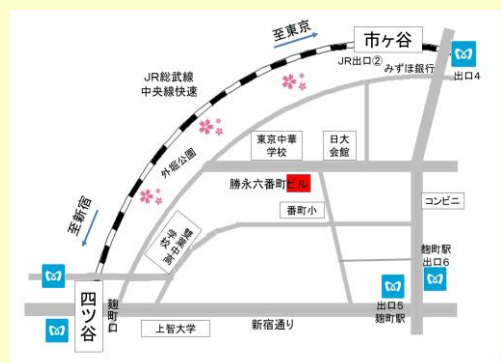 至東京
市ヶ谷
JR出口②
みずほ銀行
出口4
JR総武線
中央線快速
外堀公園
東京中華
学校
日大
会館
勝永六番町ビル
コンビニ
番町小
至新宿
雙葉中高
学校
麹町駅
出口6
四ツ谷
麹町口
上智大学
新宿通り
出口5
麹町駅